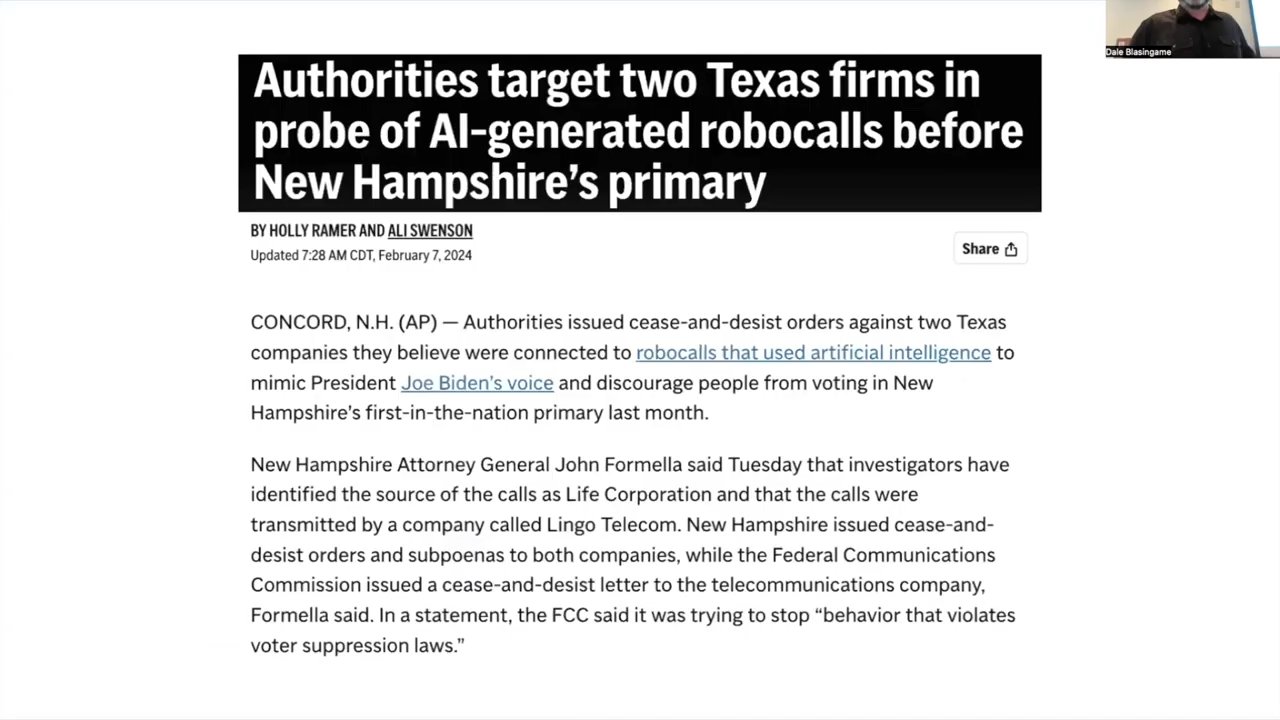 Dale Blasingame
Authorities target two Texas firms in
probe of AI-generated robocalls before
New Hampshire's primary
BY HOLLY RAMER AND ALI SWENSON
Updated 7:28 AM CDT, February 7, 2024
Share
CONCORD, N.H. (AP) — Authorities issued cease-and-desist orders against two Texas
companies they believe were connected to robocalls that used artificial intelligence to
mimic President Joe Biden's voice and discourage people from voting in New
Hampshire's first-in-the-nation primary last month.
New Hampshire Attorney General John Formella said Tuesday that investigators have
identified the source of the calls as Life Corporation and that the calls were
transmitted by a company called Lingo Telecom. New Hampshire issued cease-and-
desist orders and subpoenas to both companies, while the Federal Communications
Commission issued a cease-and-desist letter to the telecommunications company,
Formella said. In a statement, the FCC said it was trying to stop “behavior that violates
voter suppression laws.”